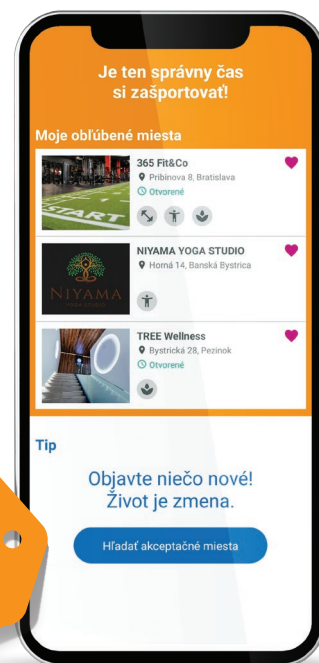 Je ten správny čas
si zašportovať!
Moje obľúbené miesta
365 Fit&Co
Pribinova 8, Bratislava
Otvorené
START
NIYAMA YOGA STUDIO
Horná 14, Banská Bystrica
NIYAMA
YOGA STUDIO
TREE Wellness
Bystrická 28, Pezinok
Otvorené
Tip
Objavte niečo nové!
Život je zmena.
Hľadať akceptačné miesta